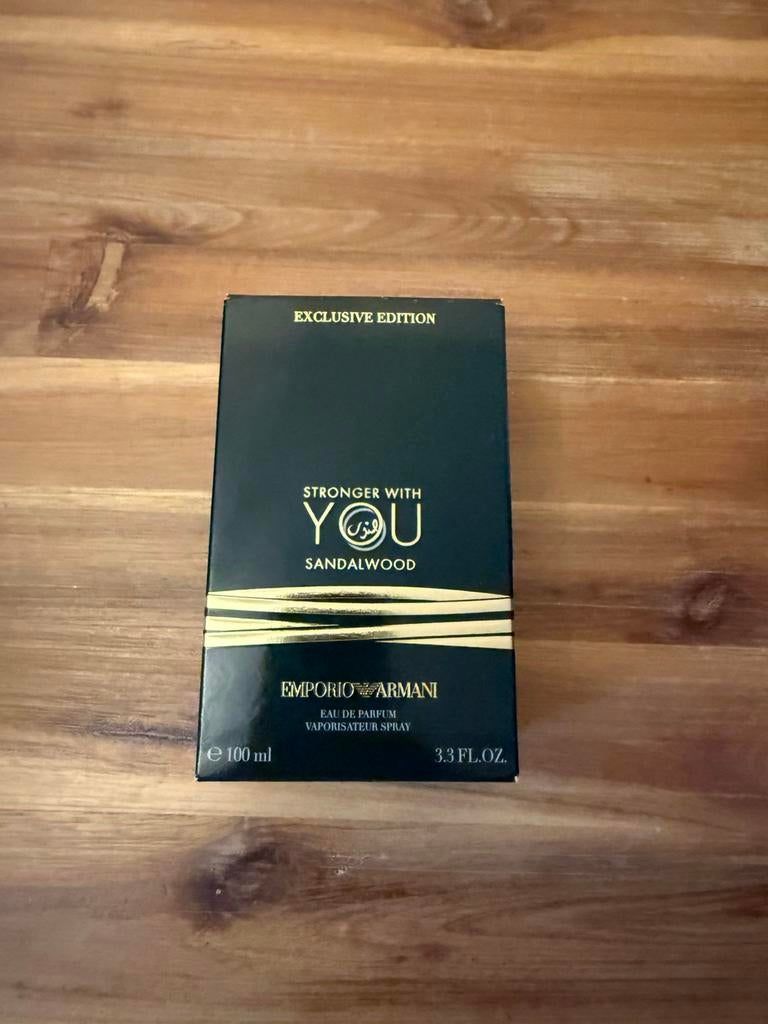 EXCLUSIVE EDITION
STRONGER WITH
YOU
SANDALWOOD
EMPORIO ARMANI
EAU DE PARFUM
VAPORISATEUR SPRAY
℮ 100 ml 3.3 FL.OZ.